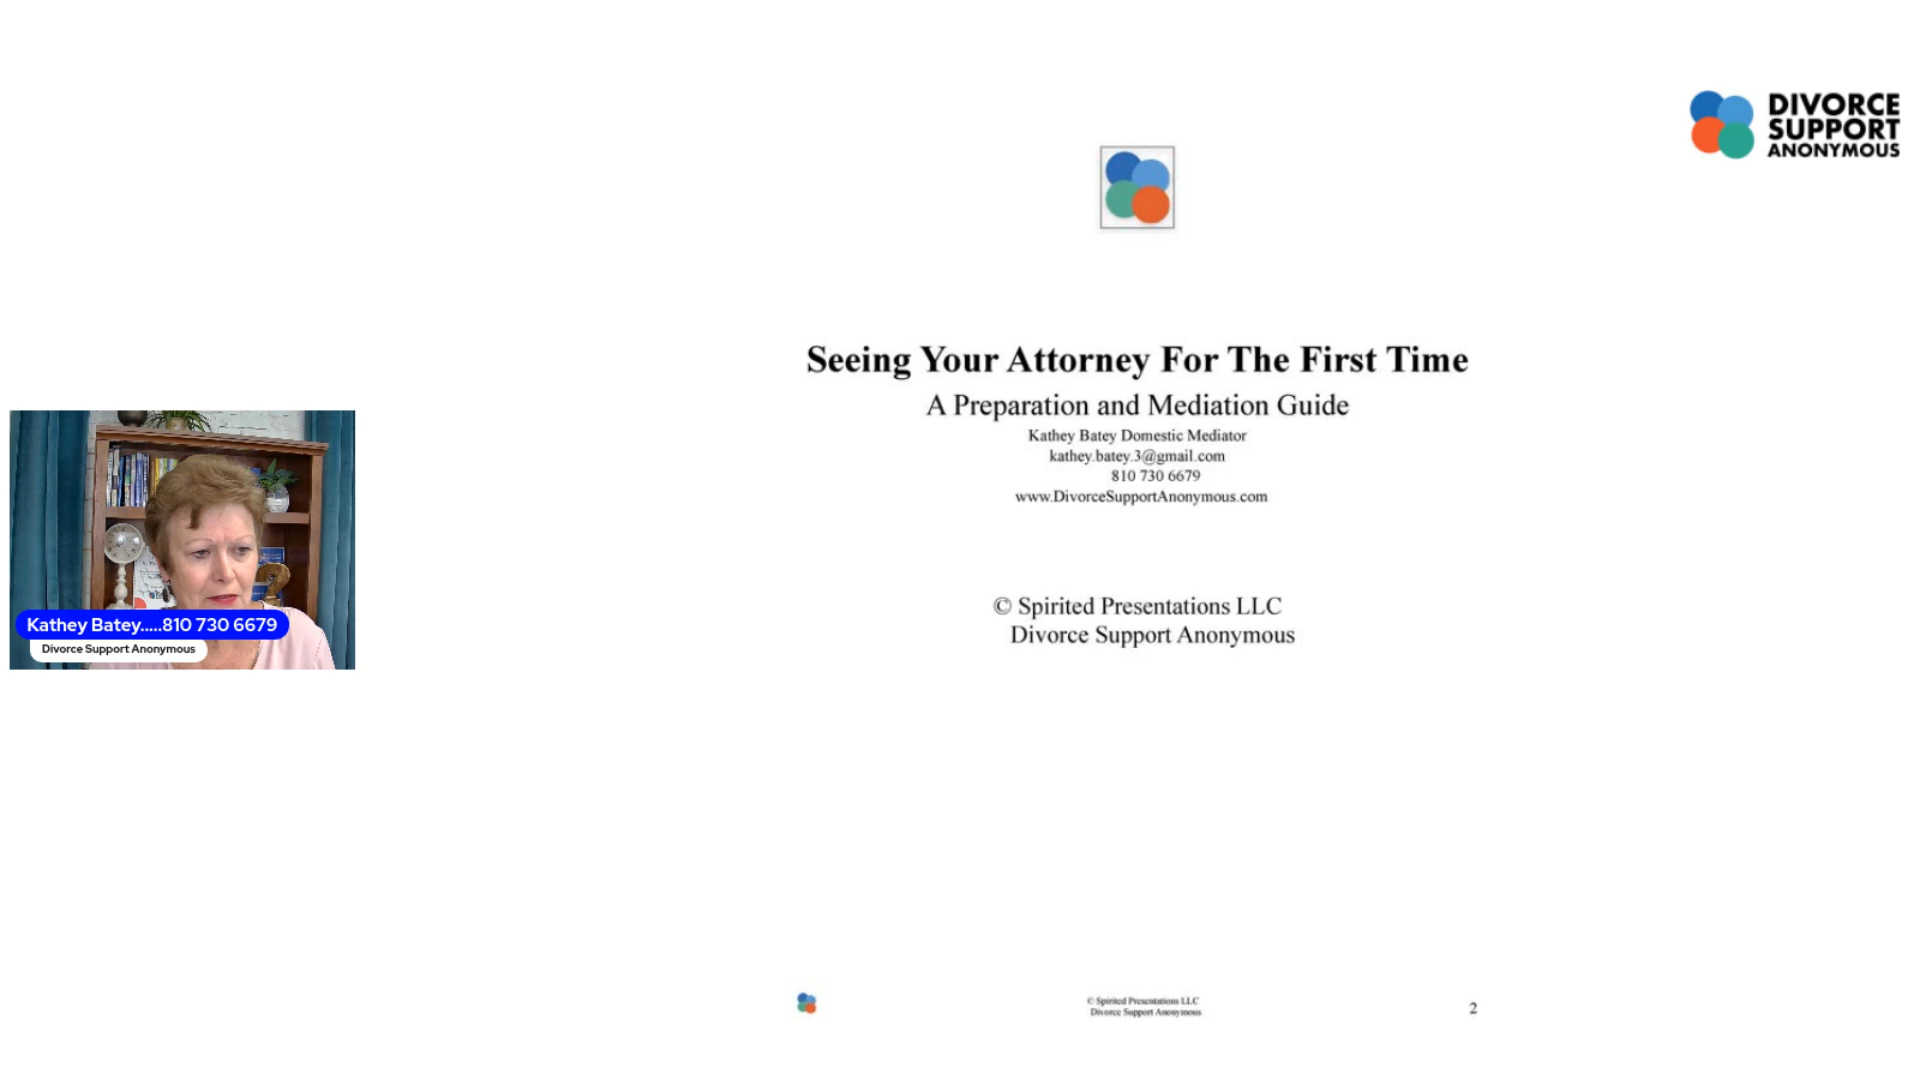 DIVORCE
SUPPORT
ANONYMOUS
Seeing Your Attorney For The First Time
A Preparation and Mediation Guide
Kathey Batey Domestic Mediator
kathey.batey.3@gmail.com
810 730 6679
www.DivorceSupportAnonymous.com
© Spirited Presentations LLC
Divorce Support Anonymous
Kathey Batey.....810 730 6679
Divorce Support Anonymous
© Spirited Presentations LLC
Divorce Support Anonymous
2